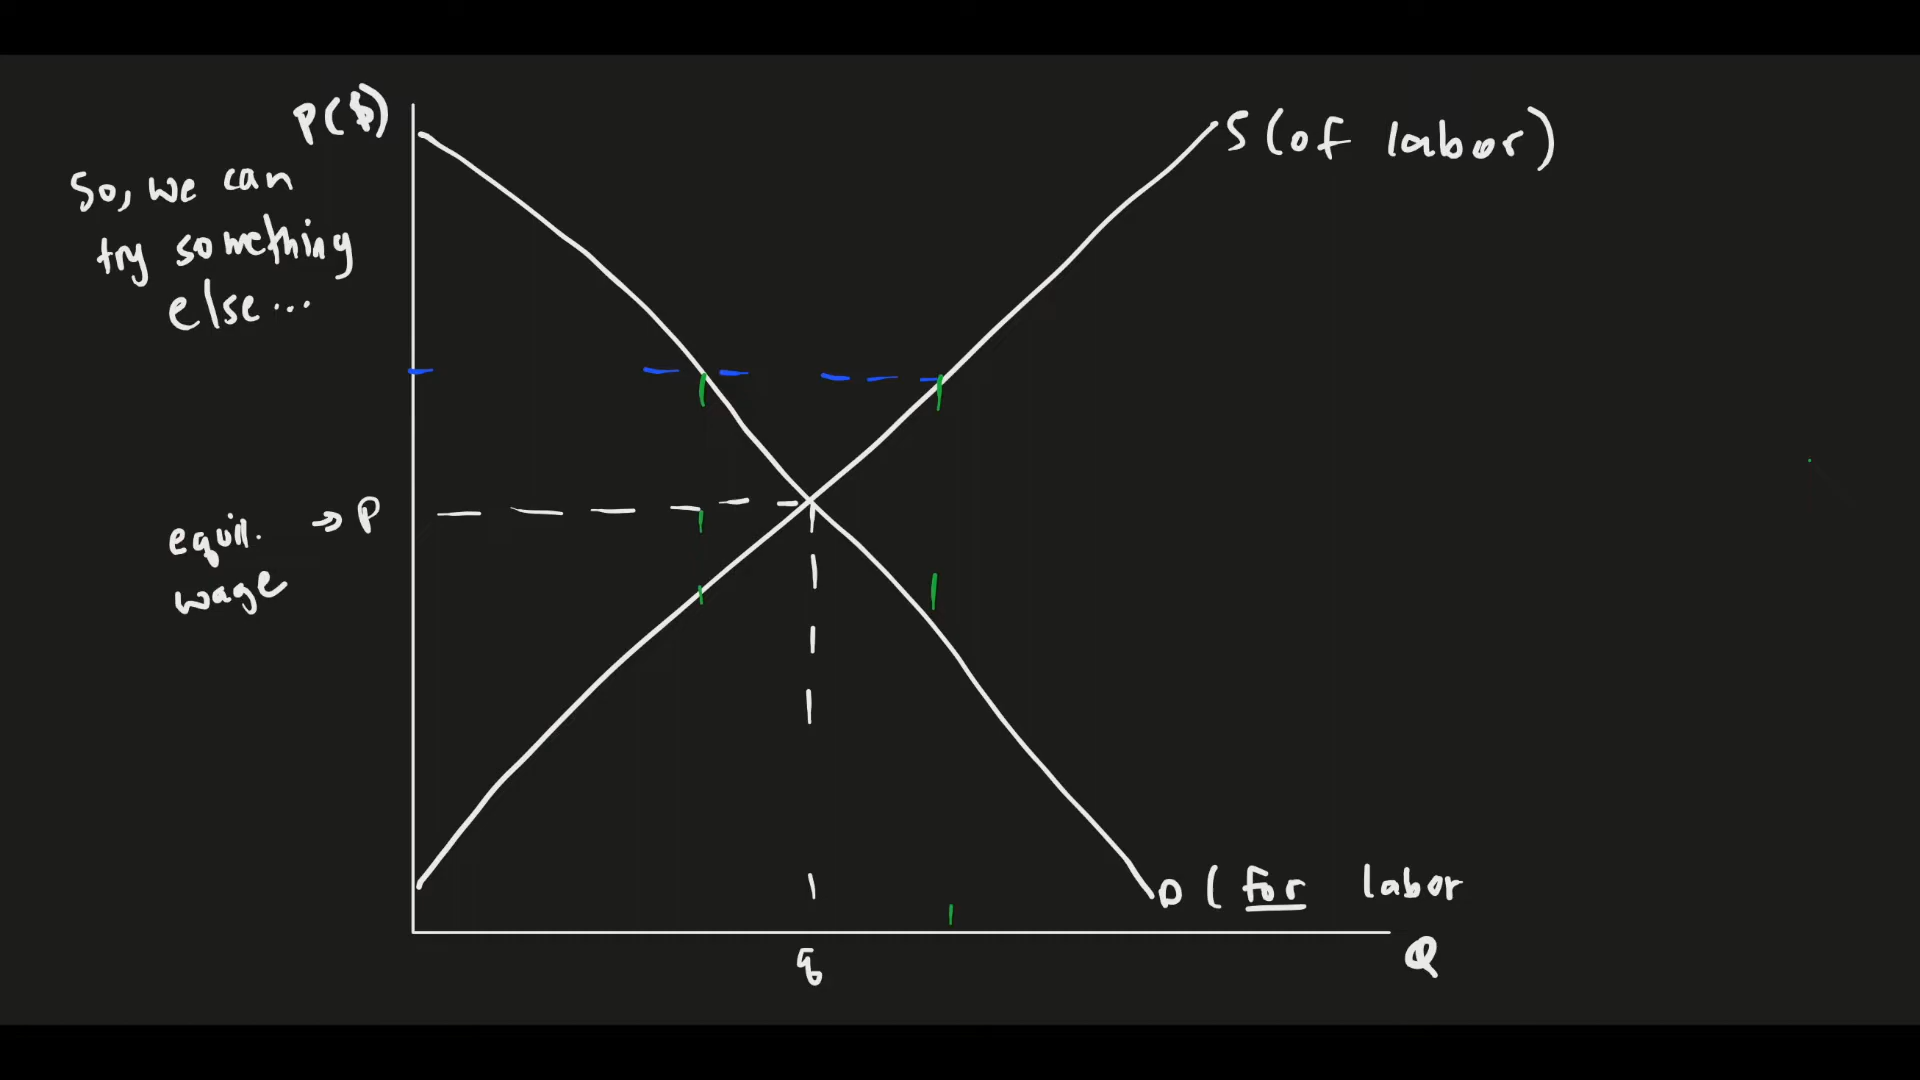 P($)
S(of labor)
So, we can
try something
else...
equil. → P
wage
D (for labor
q
Q